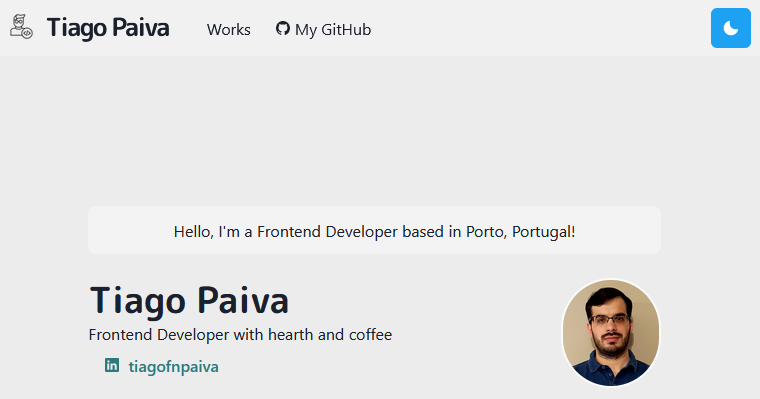 Tiago Paiva
Works
My GitHub
Hello, I'm a Frontend Developer based in Porto, Portugal!
Tiago Paiva
Frontend Developer with hearth and coffee
tiagofnpaiva